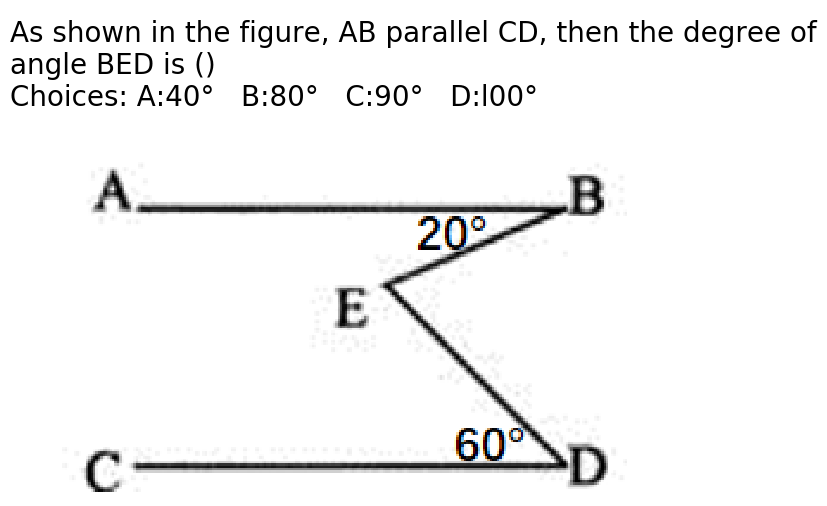 As shown in the figure, AB parallel CD, then the degree of
angle BED is ()
Choices: A:40° B:80° C:90° D:l00°
A
B
20°
E
60°
C
D